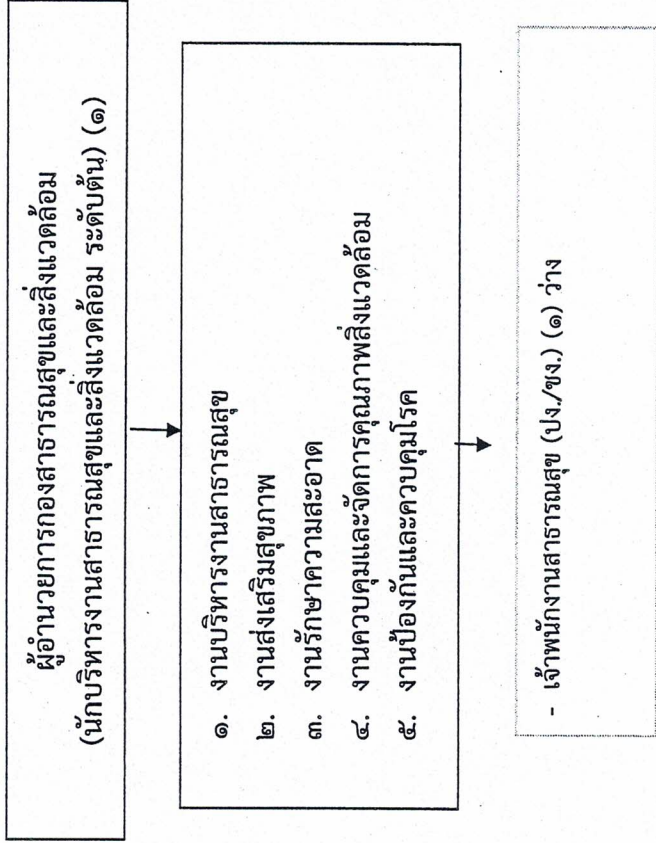 ผู้อำนวยการกองสาธารณสุขและสิ่งแวดล้อม
(นักบริหารงานสาธารณสุขและสิ่งแวดล้อม ระดับต้น) (๑)
๑. งานบริหารงานสาธารณสุข
๒. งานส่งเสริมสุขภาพ
๓. งานรักษาความสะอาด
๔. งานควบคุมและจัดการคุณภาพสิ่งแวดล้อม
๕. งานป้องกันและควบคุมโรค
- เจ้าพนักงานสาธารณสุข (ปง./ชง.) (๑) ว่าง